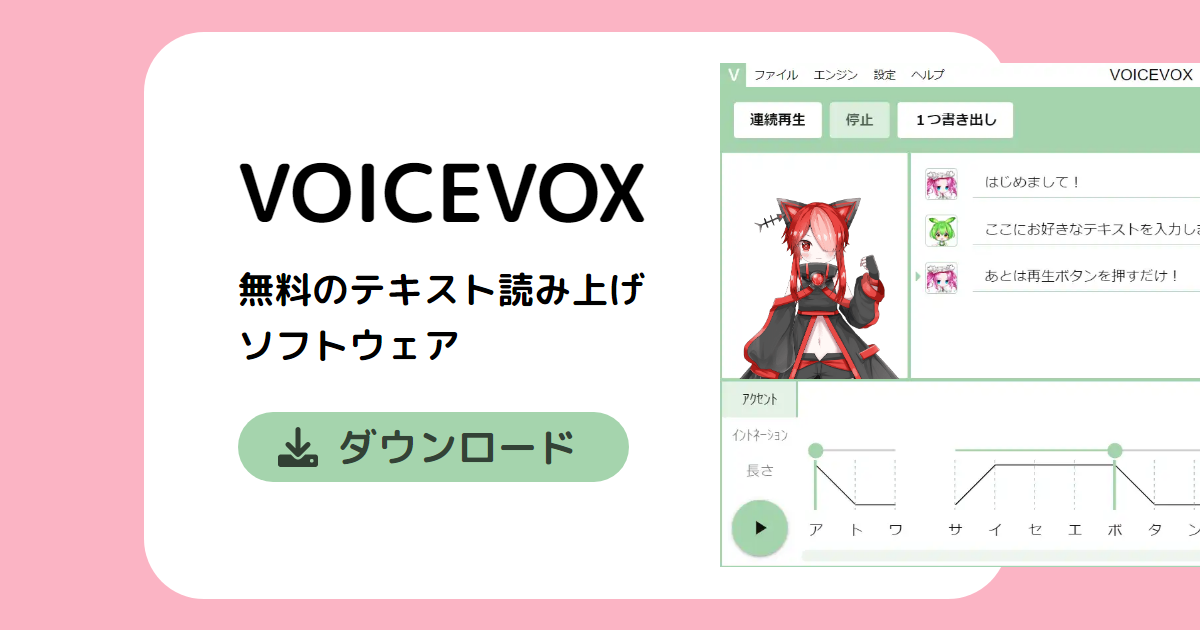 VOICEVOX
無料のテキスト読み上げ
ソフトウェア
ダウンロード
V ファイル エンジン 設定 ヘルプ VOICEVOX
連続再生 停止 1つ書き出し
はじめまして！
ここにお好きなテキストを入力しま
あとは再生ボタンを押すだけ！
アクセント
イントネーション
長さ
ア ト ワ サ イ セ エ ボ タ ン